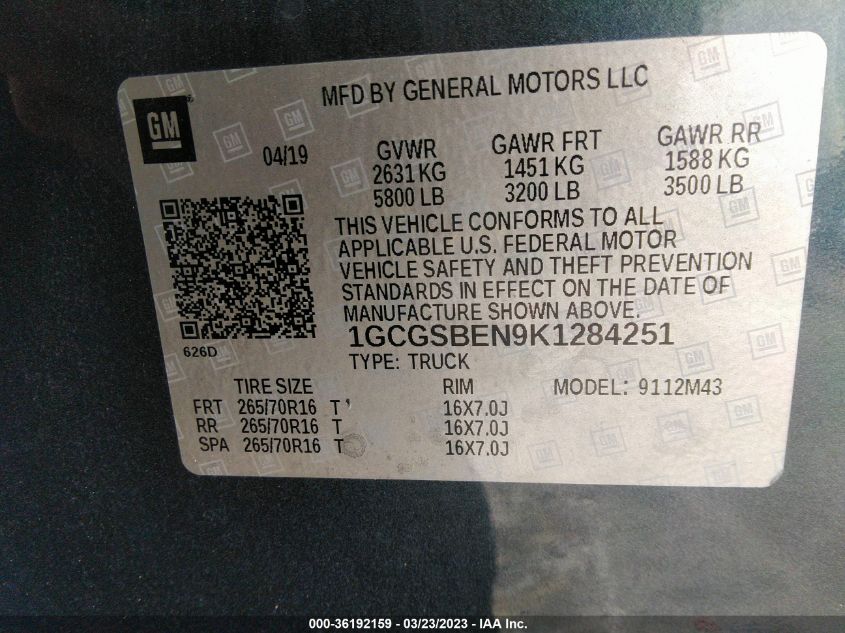 MFD BY GENERAL MOTORS LLC
GM
04/19
GVWR GAWR FRT GAWR RR
2631 KG 1451 KG 1588 KG
5800 LB 3200 LB 3500 LB
THIS VEHICLE CONFORMS TO ALL
APPLICABLE U.S. FEDERAL MOTOR
VEHICLE SAFETY AND THEFT PREVENTION
STANDARDS IN EFFECT ON THE DATE OF
MANUFACTURE SHOWN ABOVE.
626D
1GCGSBEN9K1284251
TYPE: TRUCK
TIRE SIZE RIM MODEL: 9112M43
FRT 265/70R16 T 16X7.0J
RR 265/70R16 T 16X7.0J
SPA 265/70R16 T 16X7.0J
000-36192159 — 03/23/2023 — IAA Inc.